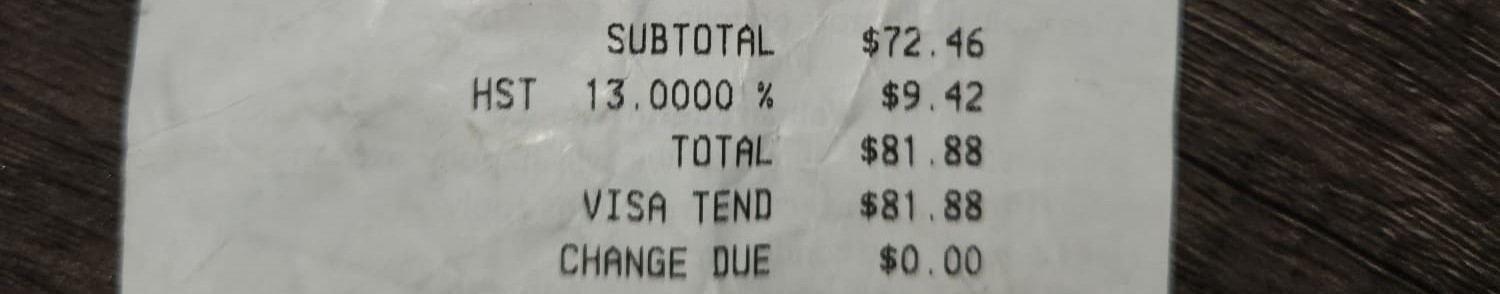 SUBTOTAL $72.46
HST 13.0000 % $9.42
TOTAL $81.88
VISA TEND $81.88
CHANGE DUE $0.00